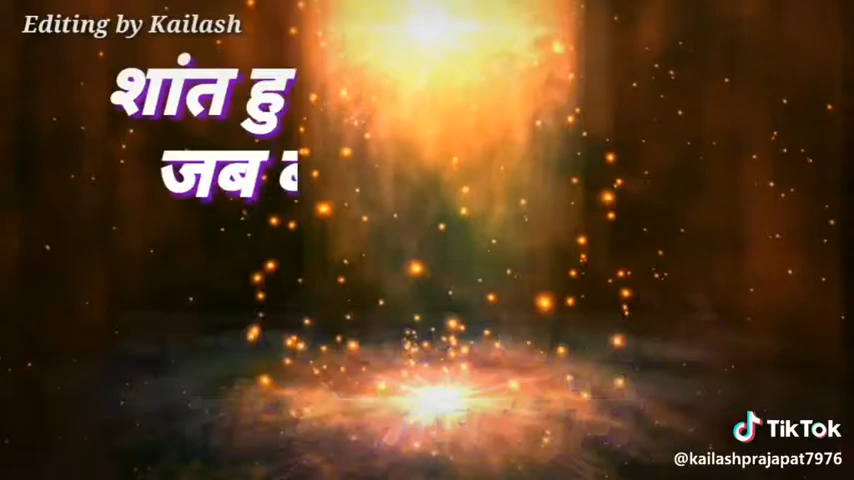 Editing by Kailash
शांत हु
जब
TikTok
@kailashprajapat7976